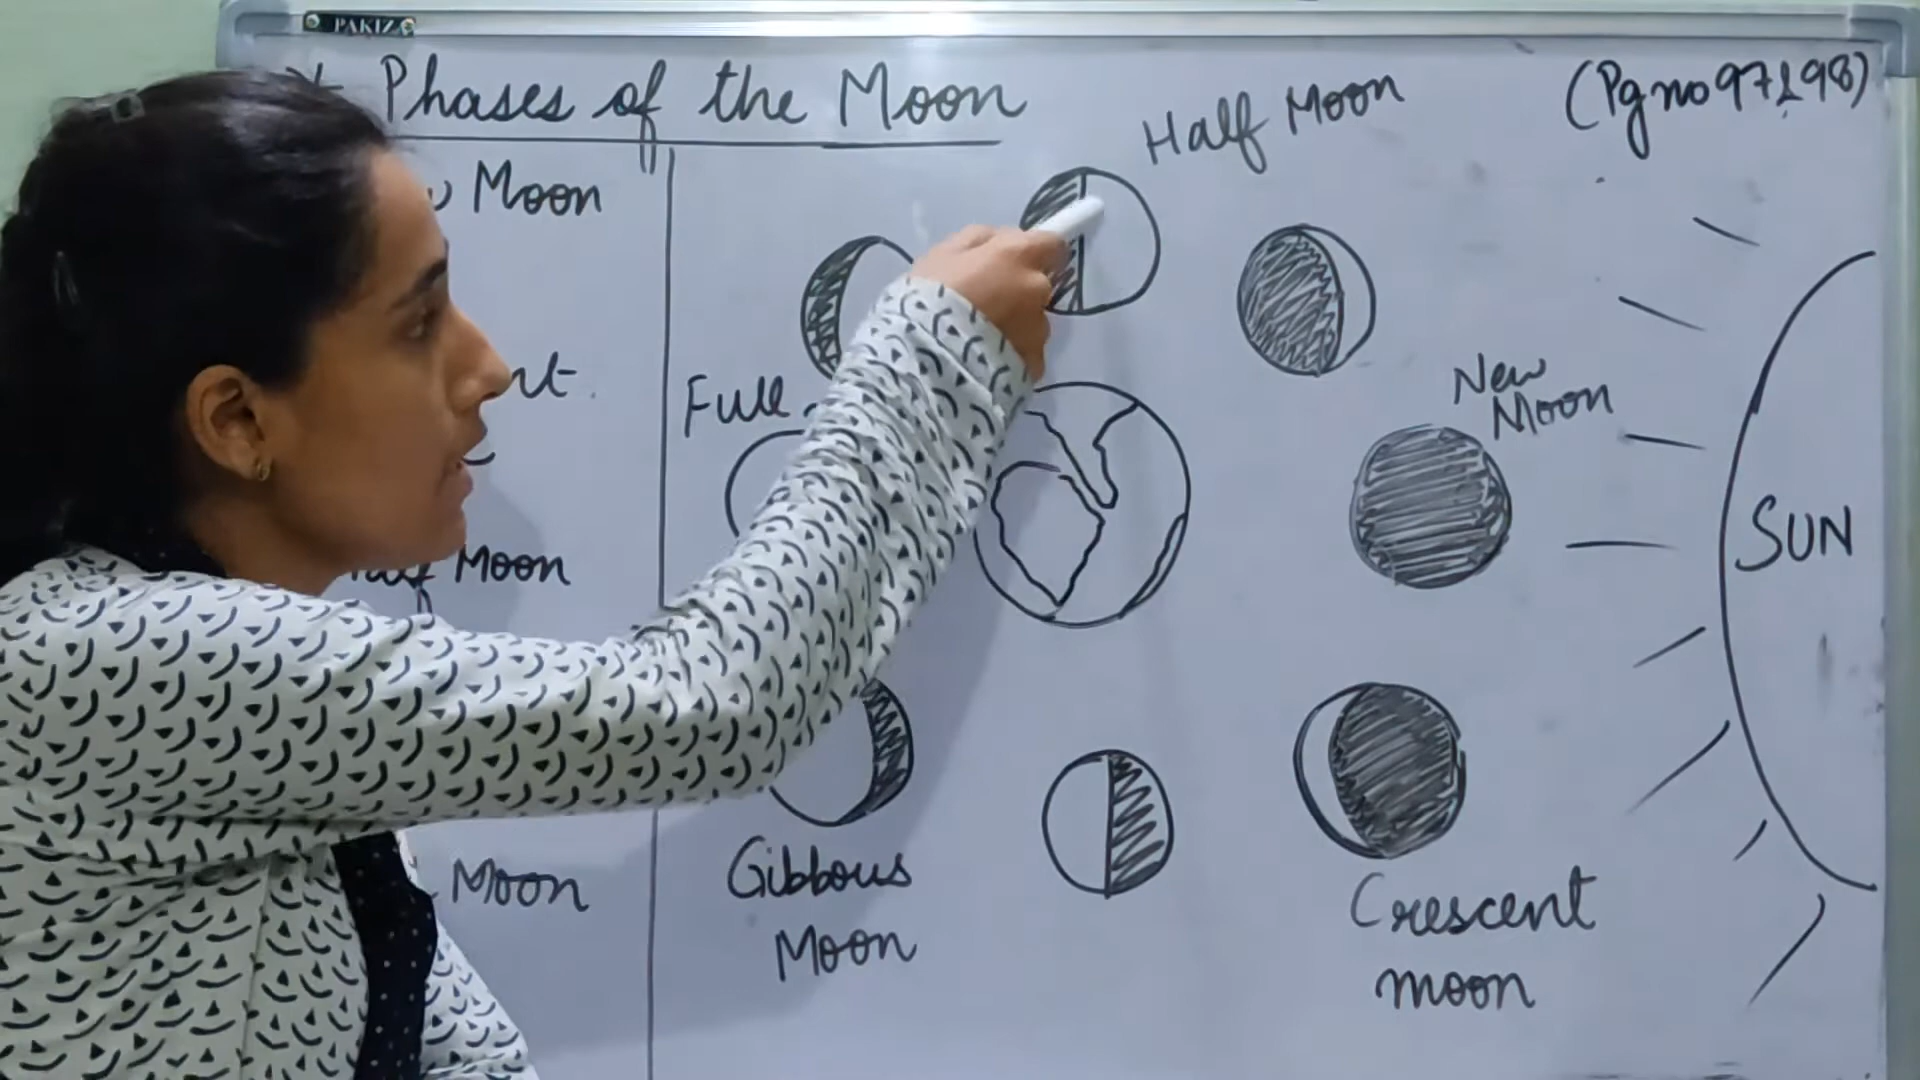 PAKIZA
Phases of the Moon
(Pg no 97 & 98)
Half Moon
Moon
New
Moon
Full
SUN
Moon
Gibbous
Moon
Moon
Crescent
moon